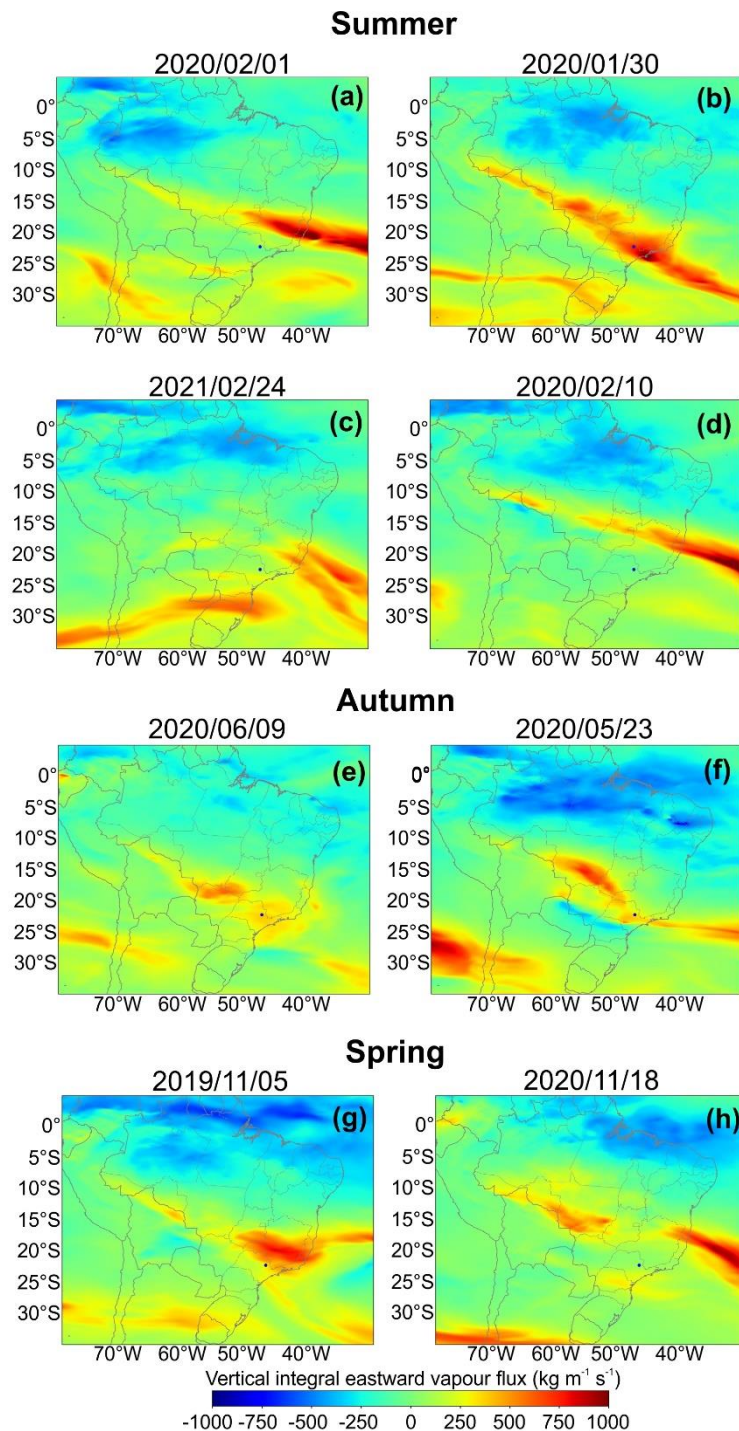 Summer
2020/02/01 2020/01/30
(a) (b)
0°
5°S
10°S
15°S
20°S
25°S
30°S
0°
5°S
10°S
15°S
20°S
25°S
30°S
70°W 60°W 50°W 40°W 70°W 60°W 50°W 40°W
2021/02/24 2020/02/10
(c) (d)
0°
5°S
10°S
15°S
20°S
25°S
30°S
0°
5°S
10°S
15°S
20°S
25°S
30°S
70°W 60°W 50°W 40°W 70°W 60°W 50°W 40°W
Autumn
2020/06/09 2020/05/23
(e) (f)
0°
5°S
10°S
15°S
20°S
25°S
30°S
0°
5°S
10°S
15°S
20°S
25°S
30°S
70°W 60°W 50°W 40°W 70°W 60°W 50°W 40°W
Spring
2019/11/05 2020/11/18
(g) (h)
0°
5°S
10°S
15°S
20°S
25°S
30°S
0°
5°S
10°S
15°S
20°S
25°S
30°S
70°W 60°W 50°W 40°W 70°W 60°W 50°W 40°W
Vertical integral eastward vapour flux (kg m⁻¹ s⁻¹)
-1000 -750 -500 -250 0 250 500 750 1000